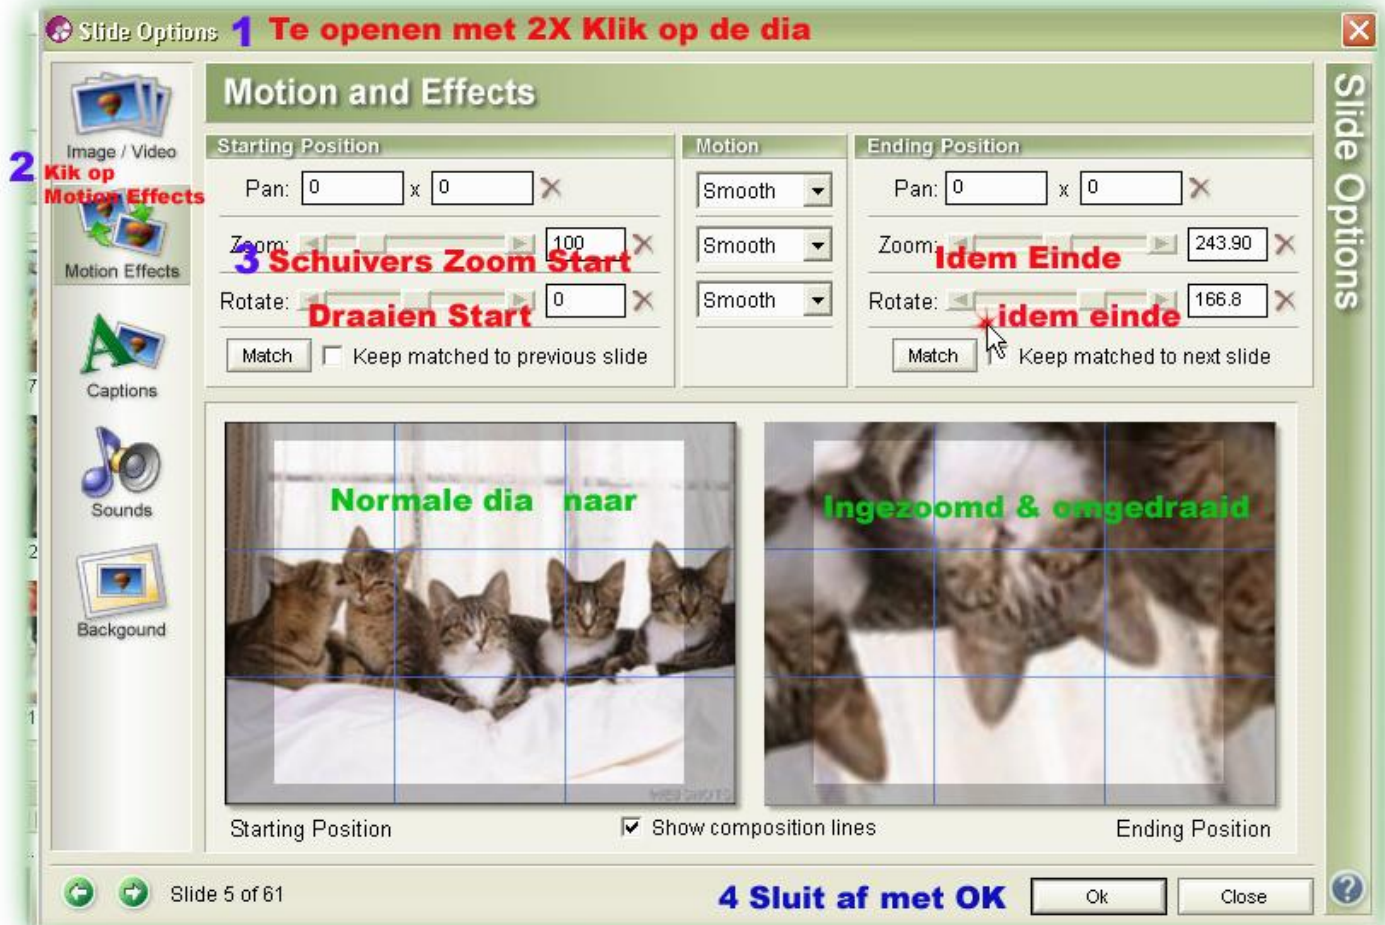 Slide Options 1 Te openen met 2X Klik op de dia
Motion and Effects
Slide Options
Image / Video
2 Kik op
Motion Effects
Motion Effects
Captions
Sounds
Backgound
Starting Position
Pan: 0 x 0
Zoom: 100
3 Schuivers Zoom Start
Rotate: 0
Draaien Start
Match Keep matched to previous slide
Motion
Smooth
Smooth
Smooth
Ending Position
Pan: 0 x 0
Zoom: 243.90
Idem Einde
Rotate: 166.8
idem einde
Match Keep matched to next slide
Normale dia naar
Ingezoomd & omgedraaid
WEBSHOTS
Starting Position
Show composition lines
Ending Position
Slide 5 of 61
4 Sluit af met OK
Ok
Close
?
7
2
1